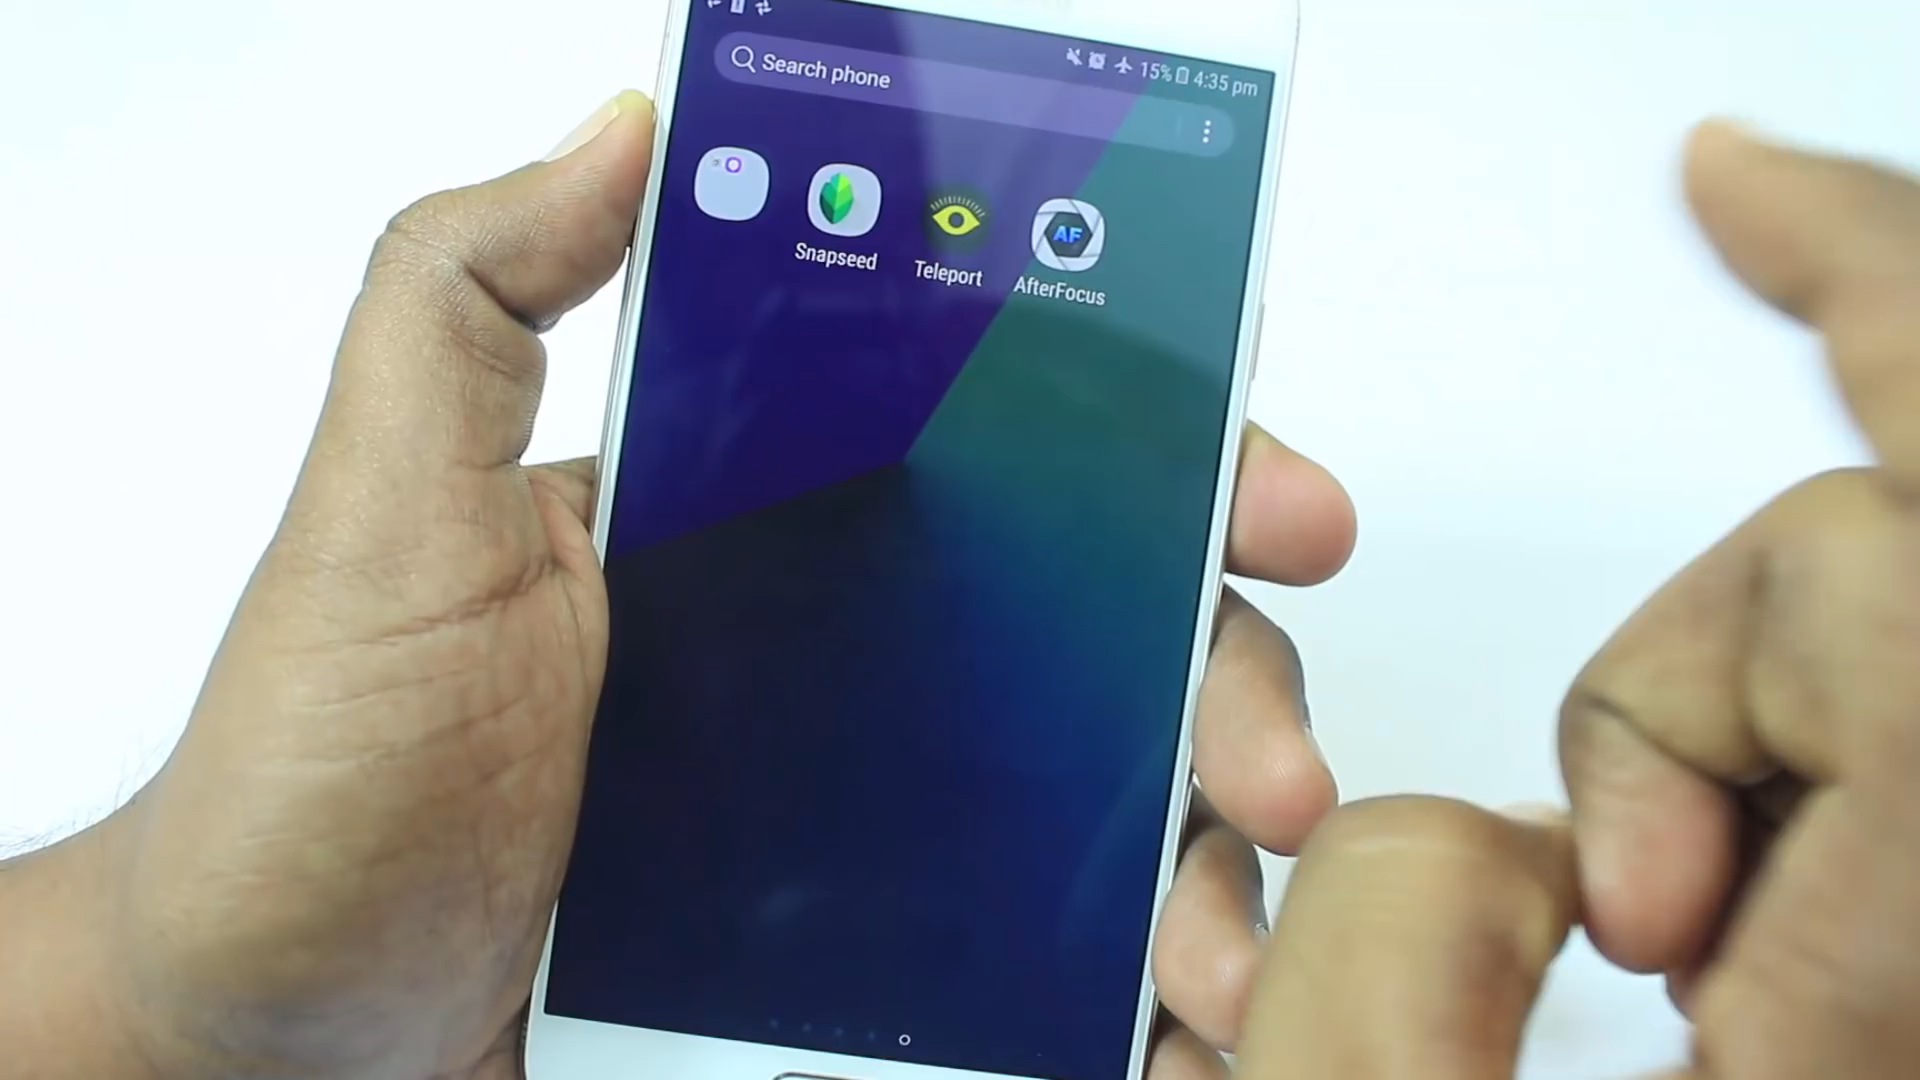 15% 4:35 pm
Search phone
Snapseed
Teleport
AF
AfterFocus